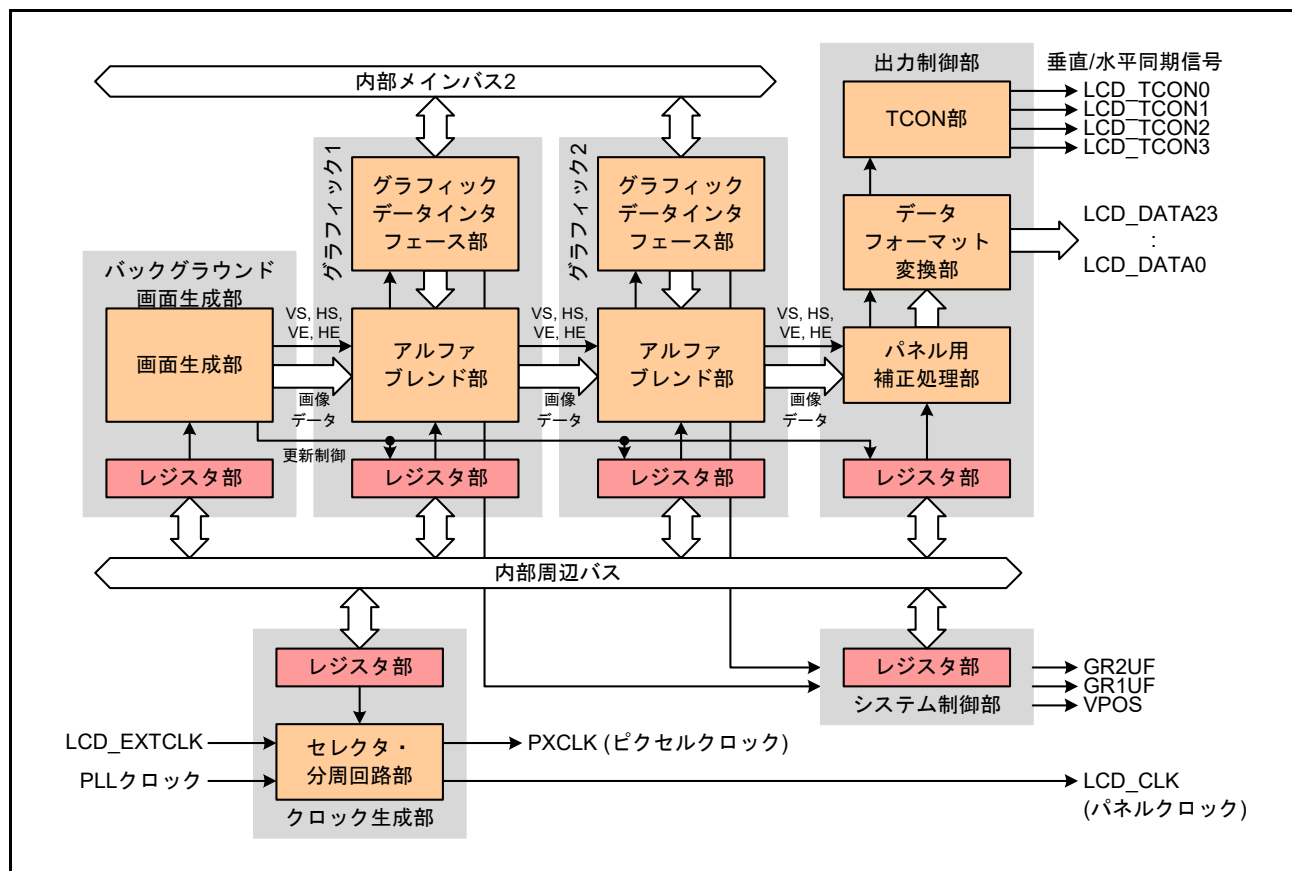 内部メインバス2
出力制御部
垂直/水平同期信号
TCON部
LCD_TCON0
LCD_TCON1
LCD_TCON2
LCD_TCON3
グラフィック1
グラフィック
データインタ
フェース部
グラフィック2
グラフィック
データインタ
フェース部
データ
フォーマット
変換部
LCD_DATA23
:
LCD_DATA0
バックグラウンド
画面生成部
画面生成部
VS, HS,
VE, HE
画像
データ
アルファ
ブレンド部
VS, HS,
VE, HE
画像
データ
アルファ
ブレンド部
VS, HS,
VE, HE
画像
データ
パネル用
補正処理部
更新制御
レジスタ部
レジスタ部
レジスタ部
レジスタ部
内部周辺バス
レジスタ部
レジスタ部
システム制御部
GR2UF
GR1UF
VPOS
LCD_EXTCLK
PLLクロック
セレクタ・
分周回路部
クロック生成部
PXCLK (ピクセルクロック)
LCD_CLK
(パネルクロック)